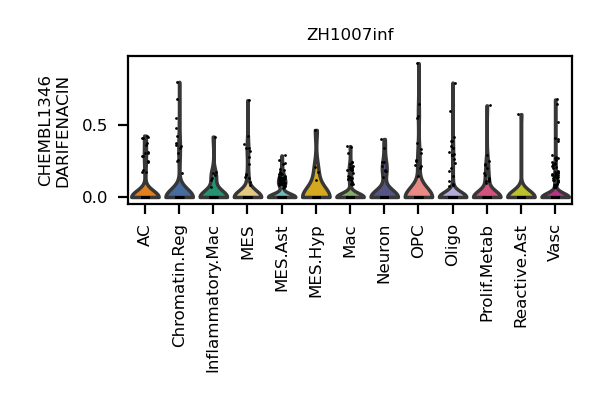 ZH1007inf
CHEMBL1346
DARIFENACIN
0.5
0.0
AC
Chromatin.Reg
Inflammatory.Mac
MES
MES.Ast
MES.Hyp
Mac
Neuron
OPC
Oligo
Prolif.Metab
Reactive.Ast
Vasc